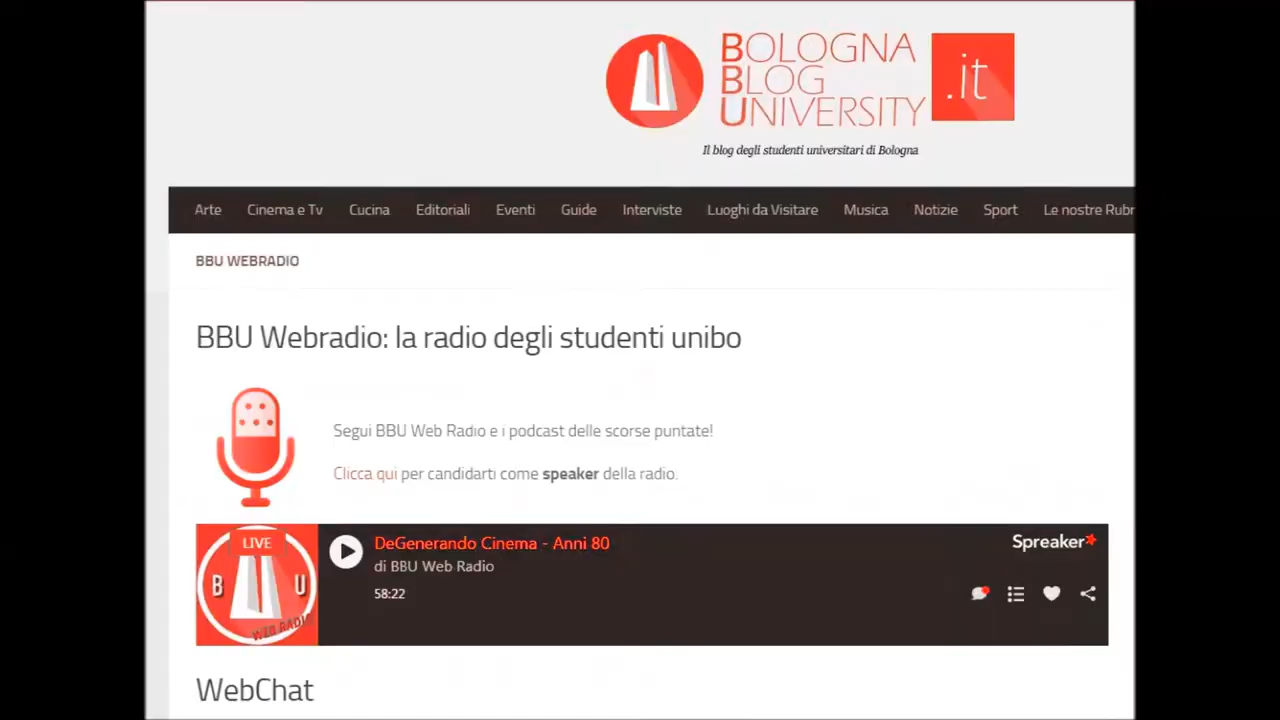 BOLOGNA
BLOG
UNIVERSITY
.it
Il blog degli studenti universitari di Bologna
Arte Cinema e Tv Cucina Editoriali Eventi Guide Interviste Luoghi da Visitare Musica Notizie Sport Le nostre Rubr
BBU WEBRADIO
BBU Webradio: la radio degli studenti unibo
Segui BBU Web Radio e i podcast delle scorse puntate!
Clicca qui per candidarti come speaker della radio.
LIVE
B U
WEB RADIO
DeGenerando Cinema - Anni 80
Spreaker
di BBU Web Radio
58:22
WebChat